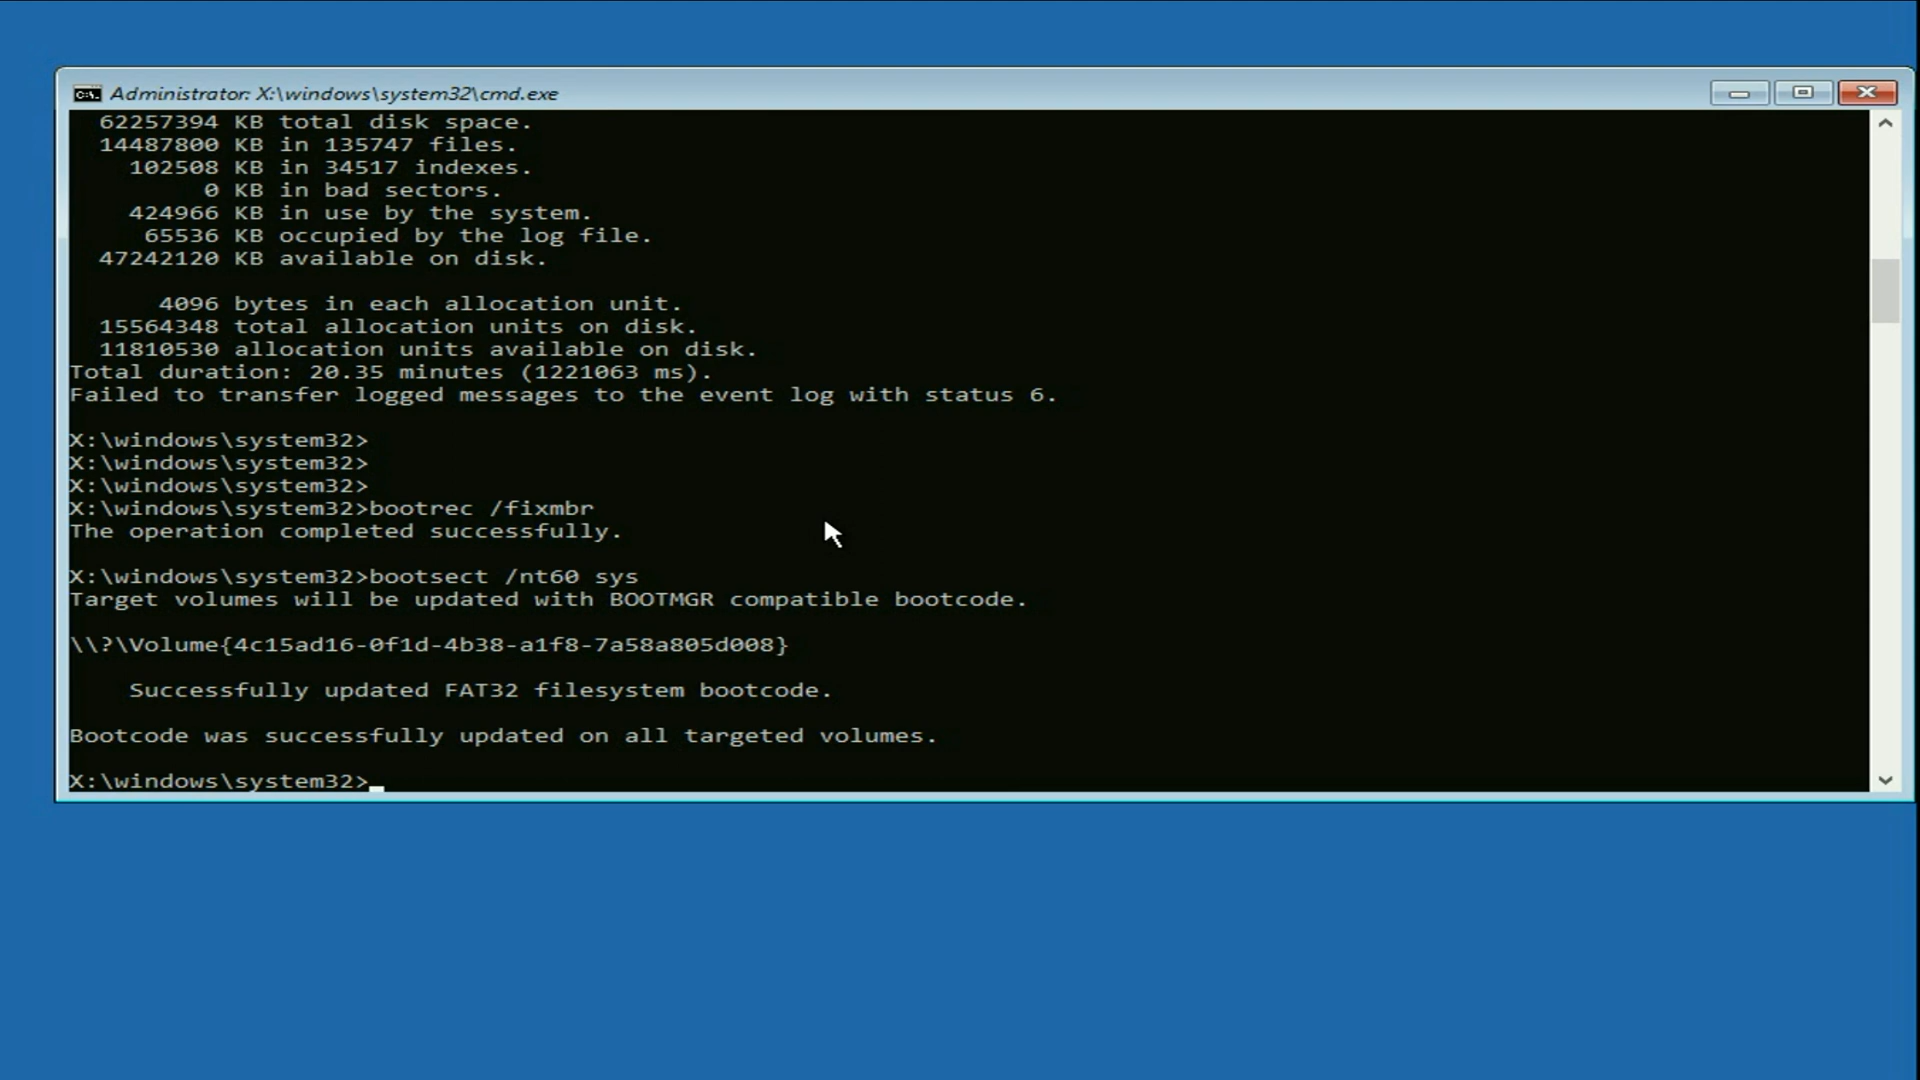 Administrator: X:\windows\system32\cmd.exe
62257394 KB total disk space.
14487800 KB in 135747 files.
102508 KB in 34517 indexes.
0 KB in bad sectors.
424966 KB in use by the system.
65536 KB occupied by the log file.
47242120 KB available on disk.
4096 bytes in each allocation unit.
15564348 total allocation units on disk.
11810530 allocation units available on disk.
Total duration: 20.35 minutes (1221063 ms).
Failed to transfer logged messages to the event log with status 6.
X:\windows\system32>
X:\windows\system32>
X:\windows\system32>
X:\windows\system32>bootrec /fixmbr
The operation completed successfully.
X:\windows\system32>bootsect /nt60 sys
Target volumes will be updated with BOOTMGR compatible bootcode.
\\?\Volume{4c15ad16-0f1d-4b38-a1f8-7a58a805d008}
Successfully updated FAT32 filesystem bootcode.
Bootcode was successfully updated on all targeted volumes.
X:\windows\system32>